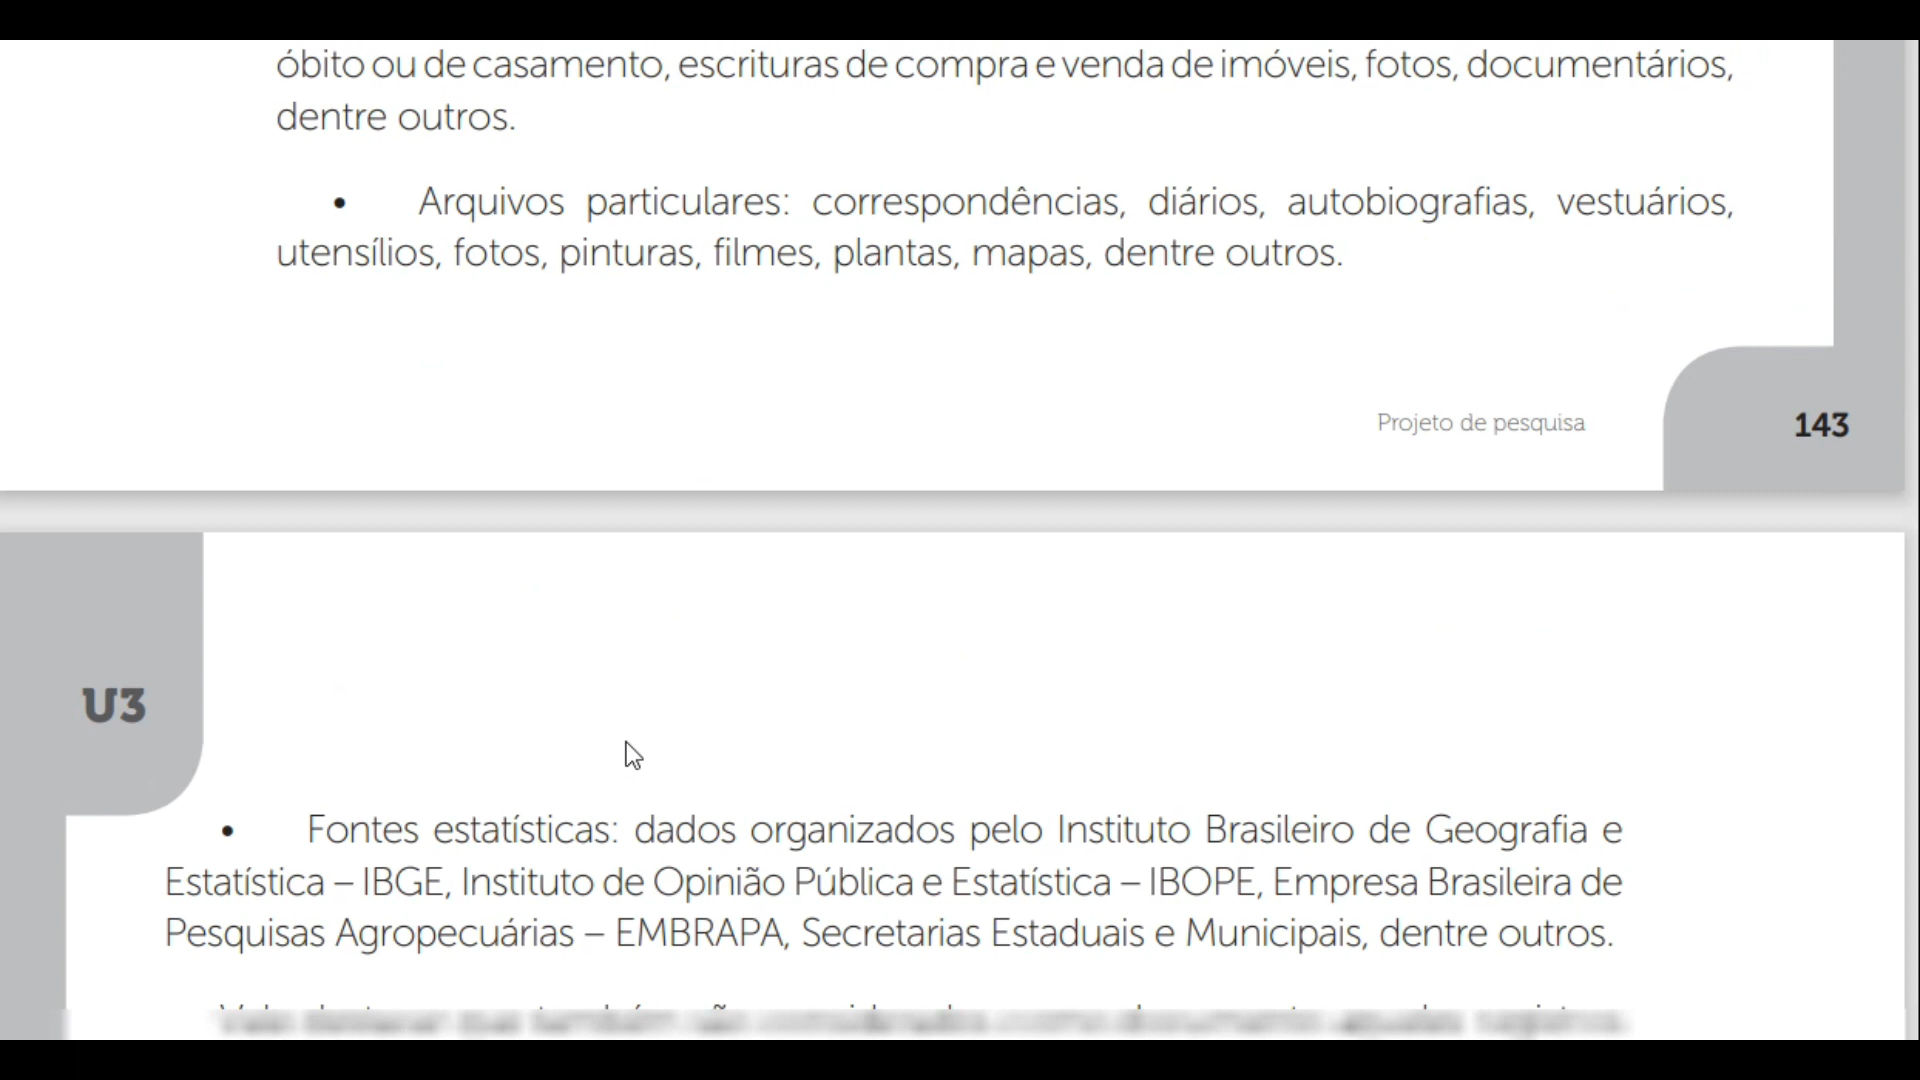 óbito ou de casamento, escrituras de compra e venda de imóveis, fotos, documentários,
dentre outros.
• Arquivos particulares: correspondências, diários, autobiografias, vestuários,
utensílios, fotos, pinturas, filmes, plantas, mapas, dentre outros.
Projeto de pesquisa
143
U3
• Fontes estatísticas: dados organizados pelo Instituto Brasileiro de Geografia e
Estatística – IBGE, Instituto de Opinião Pública e Estatística – IBOPE, Empresa Brasileira de
Pesquisas Agropecuárias – EMBRAPA, Secretarias Estaduais e Municipais, dentre outros.